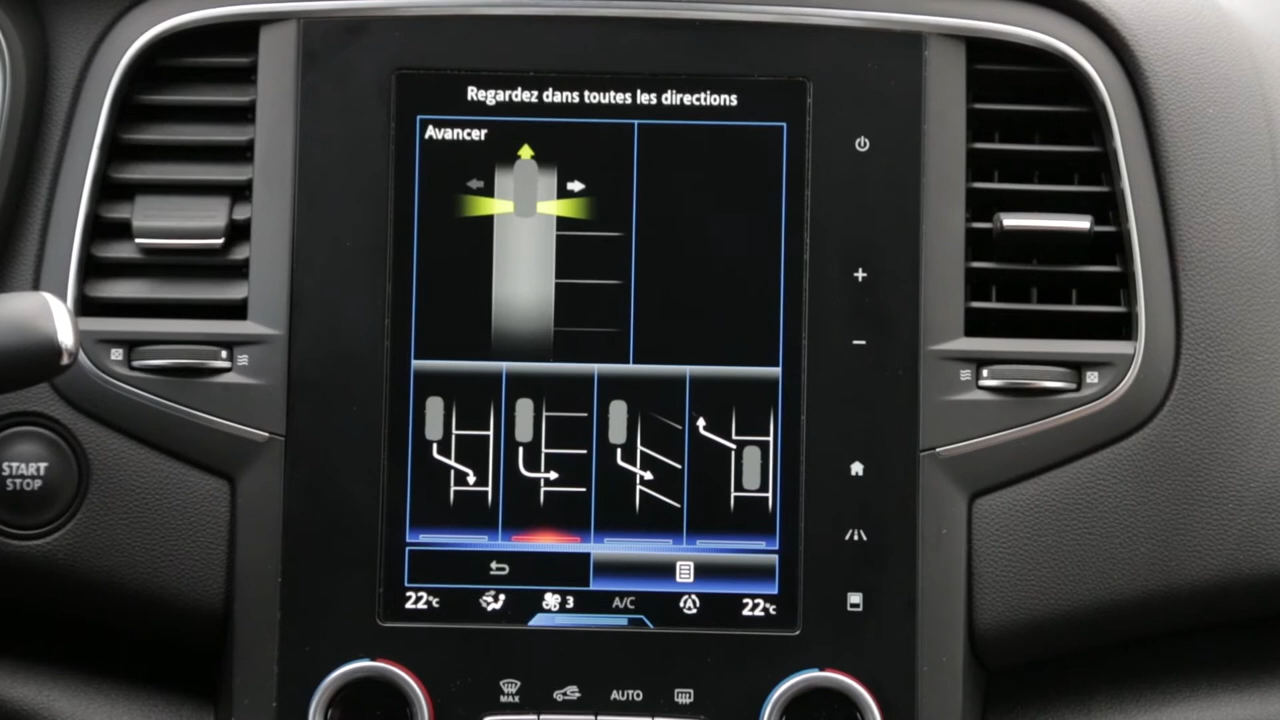 Regardez dans toutes les directions
Avancer
START
STOP
22°C
3
A/C
A
22°C
MAX
AUTO